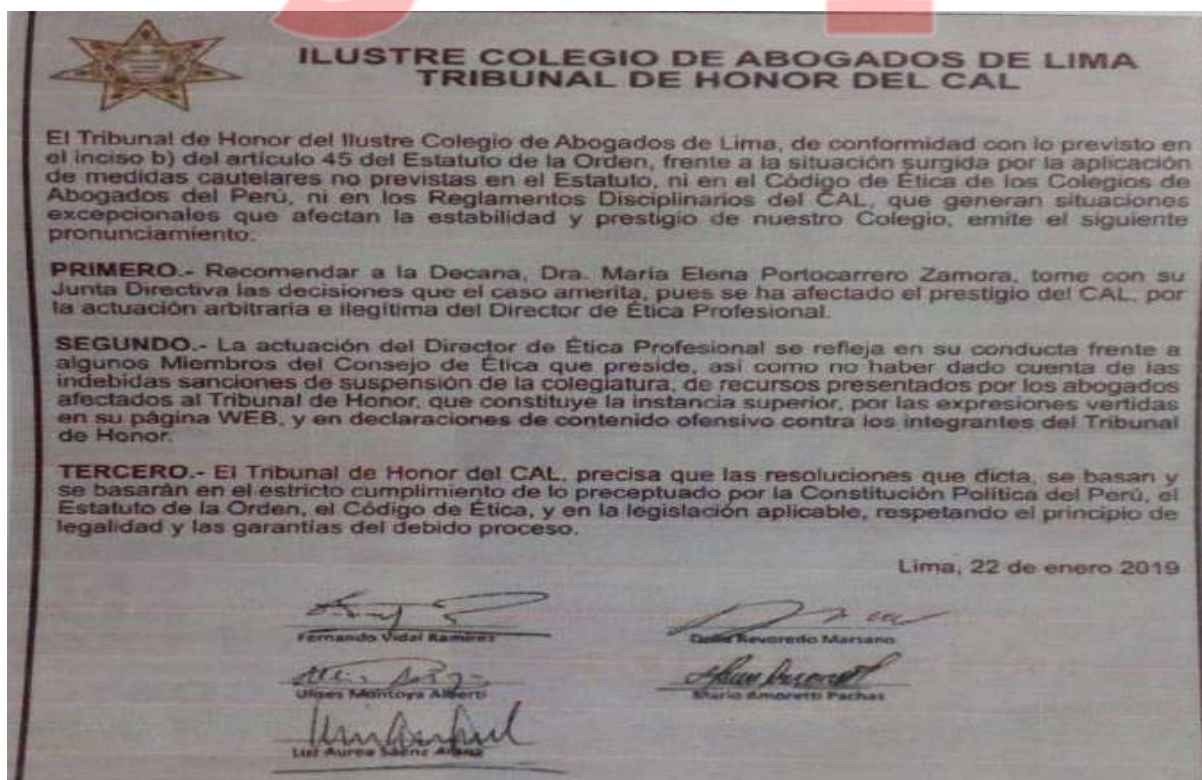 ILUSTRE COLEGIO DE ABOGADOS DE LIMA
TRIBUNAL DE HONOR DEL CAL
El Tribunal de Honor del Ilustre Colegio de Abogados de Lima, de conformidad con lo previsto en
el inciso b) del artículo 45 del Estatuto de la Orden, frente a la situación surgida por la aplicación
de medidas cautelares no previstas en el Estatuto, ni en el Código de Ética de los Colegios de
Abogados del Perú, ni en los Reglamentos Disciplinarios del CAL, que generan situaciones
excepcionales que afectan la estabilidad y prestigio de nuestro Colegio, emite el siguiente
pronunciamiento:
PRIMERO.- Recomendar a la Decana, Dra. María Elena Portocarrero Zamora, tome con su
Junta Directiva las decisiones que el caso amerita, pues se ha afectado el prestigio del CAL, por
la actuación arbitraria e ilegítima del Director de Ética Profesional.
SEGUNDO.- La actuación del Director de Ética Profesional se refleja en su conducta frente a
algunos Miembros del Consejo de Ética que preside, así como no haber dado cuenta de las
indebidas sanciones de suspensión de la colegiatura, de recursos presentados por los abogados
afectados al Tribunal de Honor, que constituye la instancia superior, por las expresiones vertidas
en su página WEB, y en declaraciones de contenido ofensivo contra los integrantes del Tribunal
de Honor.
TERCERO.- El Tribunal de Honor del CAL, precisa que las resoluciones que dicta, se basan y
se basarán en el estricto cumplimiento de lo preceptuado por la Constitución Política del Perú, el
Estatuto de la Orden, el Código de Ética, y en la legislación aplicable, respetando el principio de
legalidad y las garantías del debido proceso.
Lima, 22 de enero 2019
Fernando Vidal Ramírez
Delia Revoredo Marsano
Ulises Montoya Alberti
Mario Amoretti Pachas
Luz Aurea Sáenz Arana